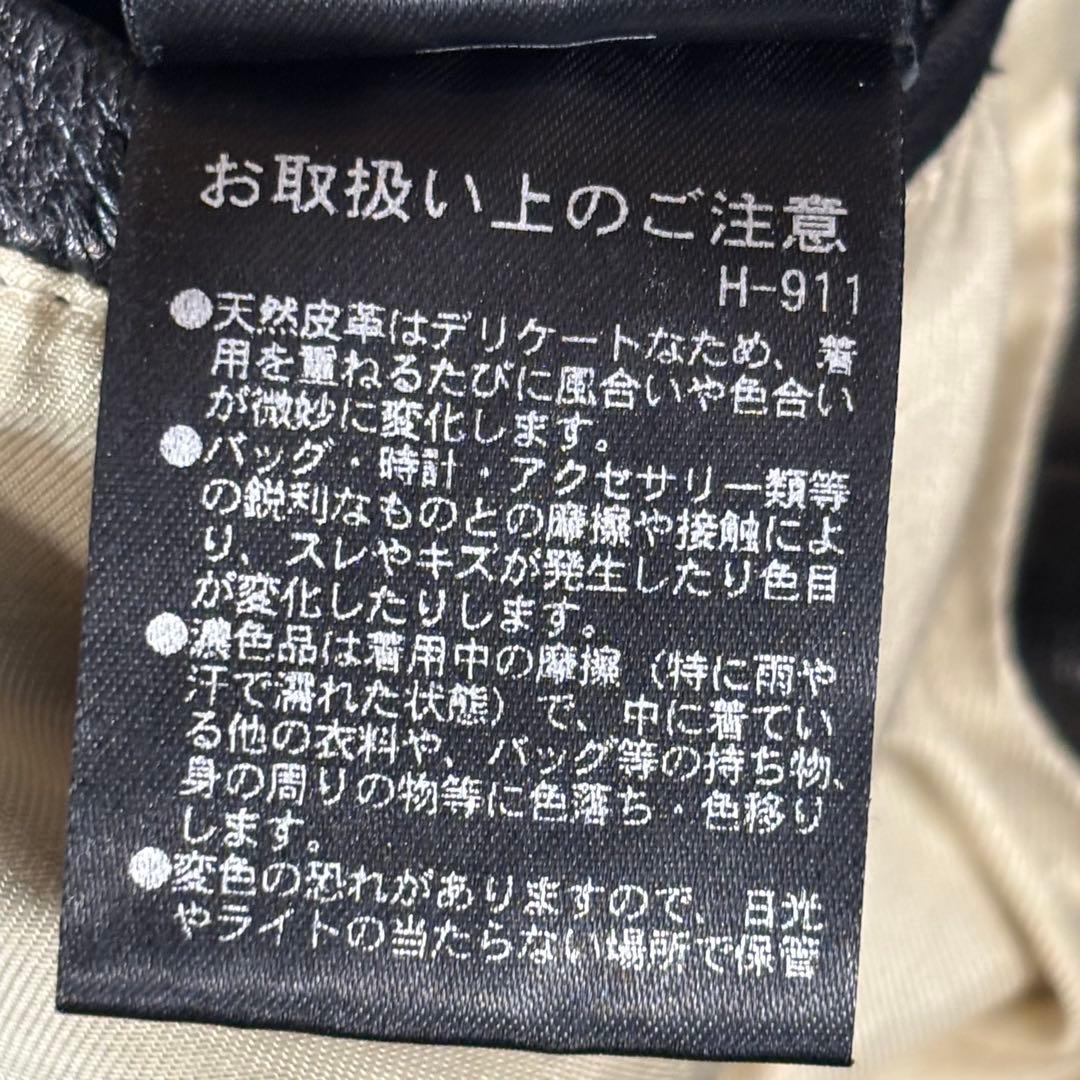 お取扱い上のご注意
H-911
●天然皮革はデリケートなため、着
用を重ねるたびに風合いや色合い
が微妙に変化します。
●バッグ・時計・アクセサリー類等
の鋭利なものとの摩擦や接触によ
り、スレやキズが発生したり色目
が変化したりします。
●濃色品は着用中の摩擦（特に雨や
汗で濡れた状態）で、中に着てい
る他の衣料や、バッグ等の持ち物、
身の周りの物等に色落ち・色移り
します。
●変色の恐れがありますので、日光
やライトの当たらない場所で保管